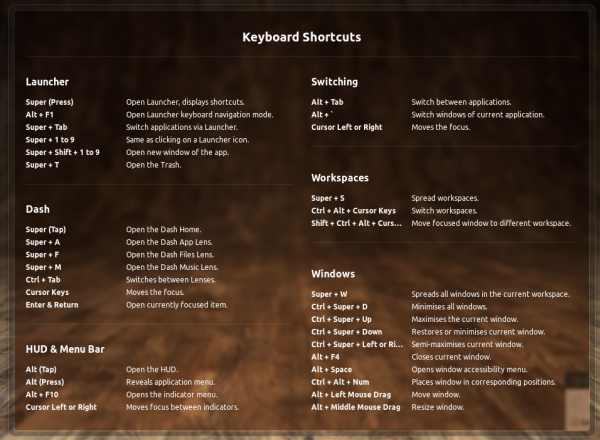 Keyboard Shortcuts
Launcher
Super (Press) Open Launcher, displays shortcuts.
Alt + F1 Open Launcher keyboard navigation mode.
Super + Tab Switch applications via Launcher.
Super + 1 to 9 Same as clicking on a Launcher icon.
Super + Shift + 1 to 9 Open new window of the app.
Super + T Open the Trash.
Dash
Super (Tap) Open the Dash Home.
Super + A Open the Dash App Lens.
Super + F Open the Dash Files Lens.
Super + M Open the Dash Music Lens.
Ctrl + Tab Switches between Lenses.
Cursor Keys Moves the focus.
Enter & Return Open currently focused item.
HUD & Menu Bar
Alt (Tap) Open the HUD.
Alt (Press) Reveals application menu.
Alt + F10 Opens the indicator menu.
Cursor Left or Right Moves focus between indicators.
Switching
Alt + Tab Switch between applications.
Alt + ` Switch windows of current application.
Cursor Left or Right Moves the focus.
Workspaces
Super + S Spread workspaces.
Ctrl + Alt + Cursor Keys Switch workspaces.
Shift + Ctrl + Alt + Curs... Move focused window to different workspace.
Windows
Super + W Spreads all windows in the current workspace.
Ctrl + Super + D Minimises all windows.
Ctrl + Super + Up Maximises the current window.
Ctrl + Super + Down Restores or minimises current window.
Ctrl + Super + Left or Ri... Semi-maximises current window.
Alt + F4 Closes current window.
Alt + Space Opens window accessibility menu.
Ctrl + Alt + Num Places window in corresponding positions.
Alt + Left Mouse Drag Move window.
Alt + Middle Mouse Drag Resize window.